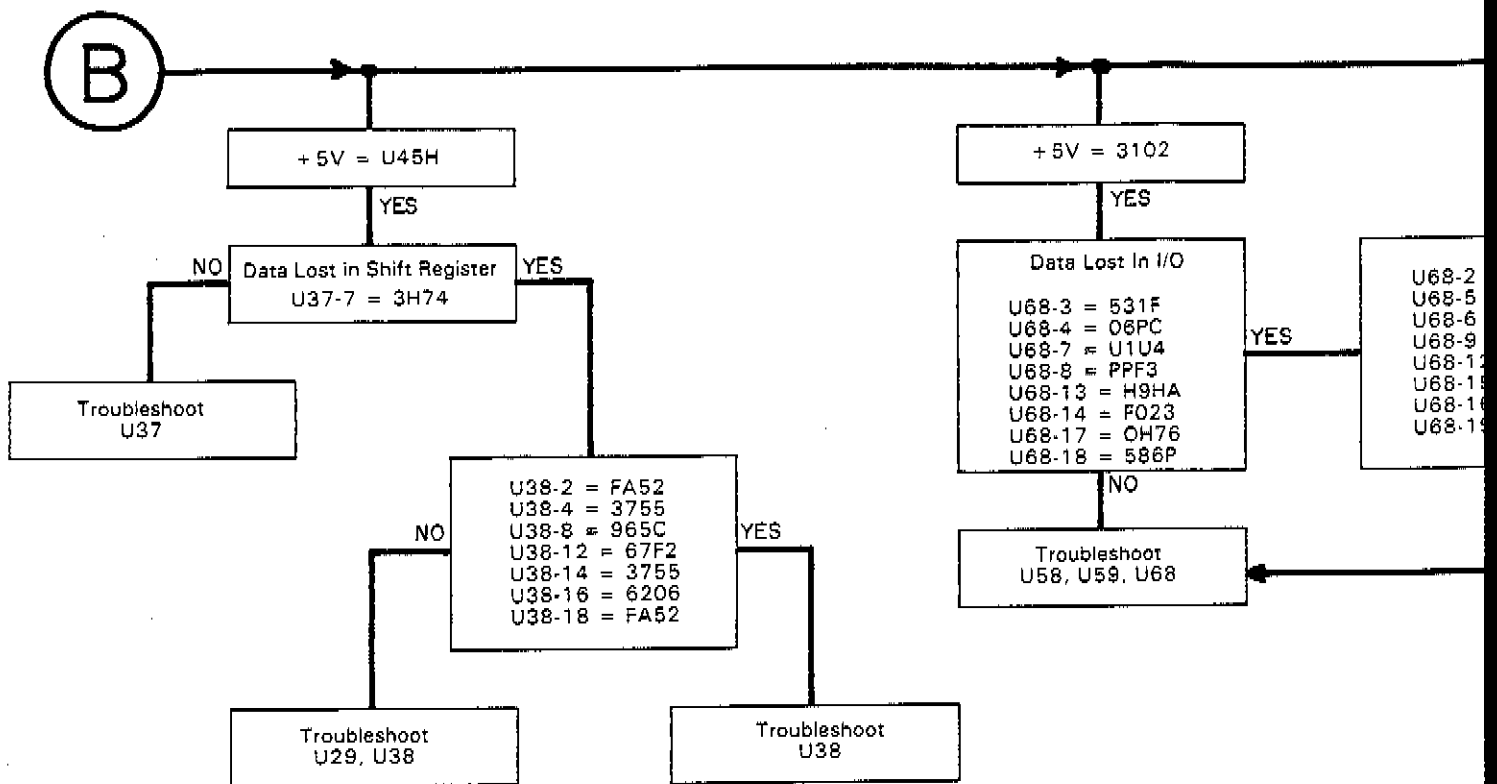 B
+5V = U45H
YES
NO
Data Lost in Shift Register
U37-7 = 3H74
YES
Troubleshoot
U37
NO
U38-2 = FA52
U38-4 = 3755
U38-8 = 965C
U38-12 = 67F2
U38-14 = 3755
U38-16 = 6206
U38-18 = FA52
YES
Troubleshoot
U29, U38
Troubleshoot
U38
+5V = 3102
YES
Data Lost In I/O
U68-3 = 531F
U68-4 = 06PC
U68-7 = U1U4
U68-8 = PPF3
U68-13 = H9HA
U68-14 = F023
U68-17 = 0H76
U68-18 = 586P
YES
NO
Troubleshoot
U58, U59, U68
U68-2
U68-5
U68-6
U68-9